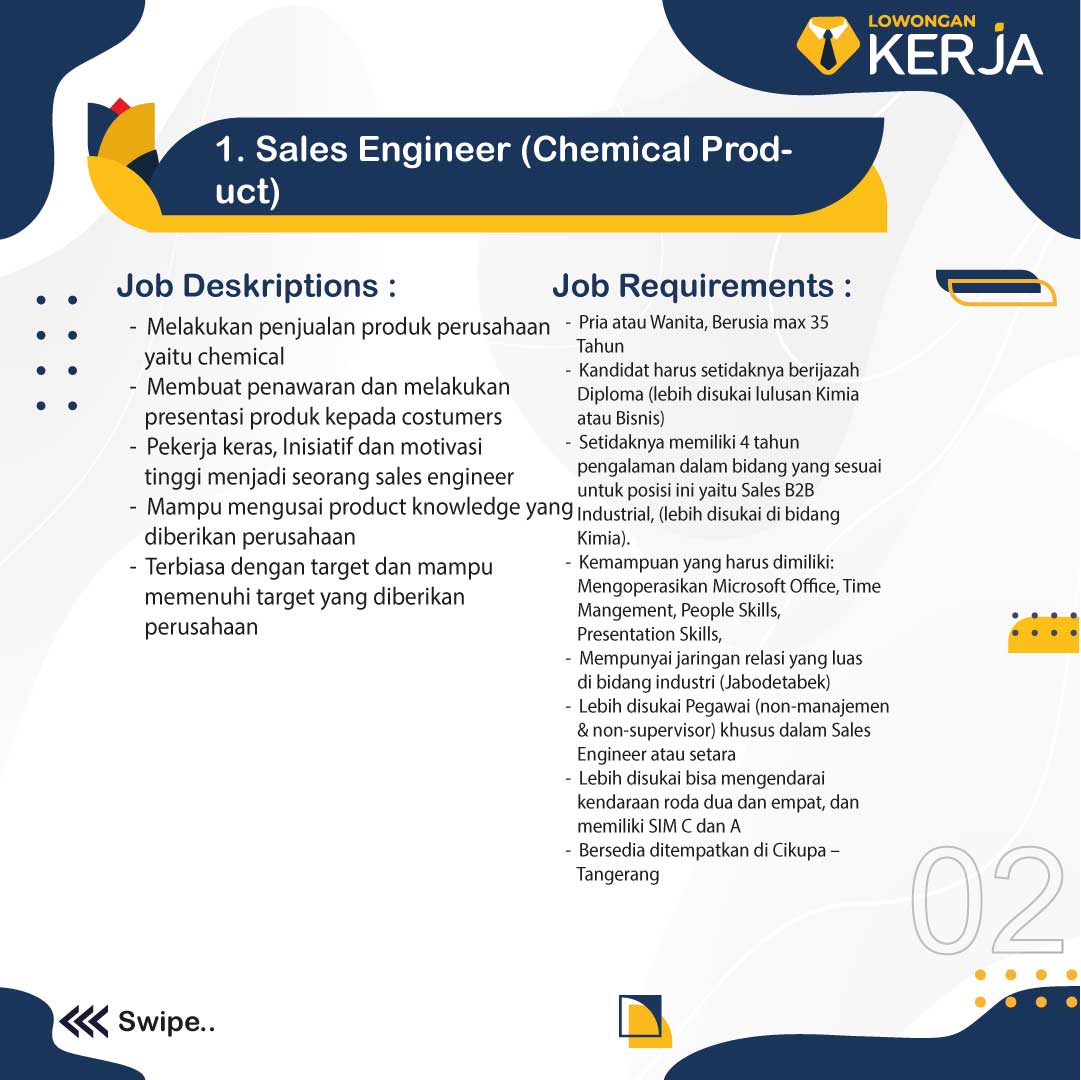 LOWONGAN
KERJA
1. Sales Engineer (Chemical Prod-
uct)
Job Deskriptions :
- Melakukan penjualan produk perusahaan
yaitu chemical
- Membuat penawaran dan melakukan
presentasi produk kepada costumers
- Pekerja keras, Inisiatif dan motivasi
tinggi menjadi seorang sales engineer
- Mampu mengusai product knowledge yang
diberikan perusahaan
- Terbiasa dengan target dan mampu
memenuhi target yang diberikan
perusahaan
Job Requirements :
- Pria atau Wanita, Berusia max 35
Tahun
- Kandidat harus setidaknya berijazah
Diploma (lebih disukai lulusan Kimia
atau Bisnis)
- Setidaknya memiliki 4 tahun
pengalaman dalam bidang yang sesuai
untuk posisi ini yaitu Sales B2B
Industrial, (lebih disukai di bidang
Kimia).
- Kemampuan yang harus dimiliki:
Mengoperasikan Microsoft Office, Time
Mangement, People Skills,
Presentation Skills,
- Mempunyai jaringan relasi yang luas
di bidang industri (Jabodetabek)
- Lebih disukai Pegawai (non-manajemen
& non-supervisor) khusus dalam Sales
Engineer atau setara
- Lebih disukai bisa mengendarai
kendaraan roda dua dan empat, dan
memiliki SIM C dan A
- Bersedia ditempatkan di Cikupa –
Tangerang
02
Swipe..